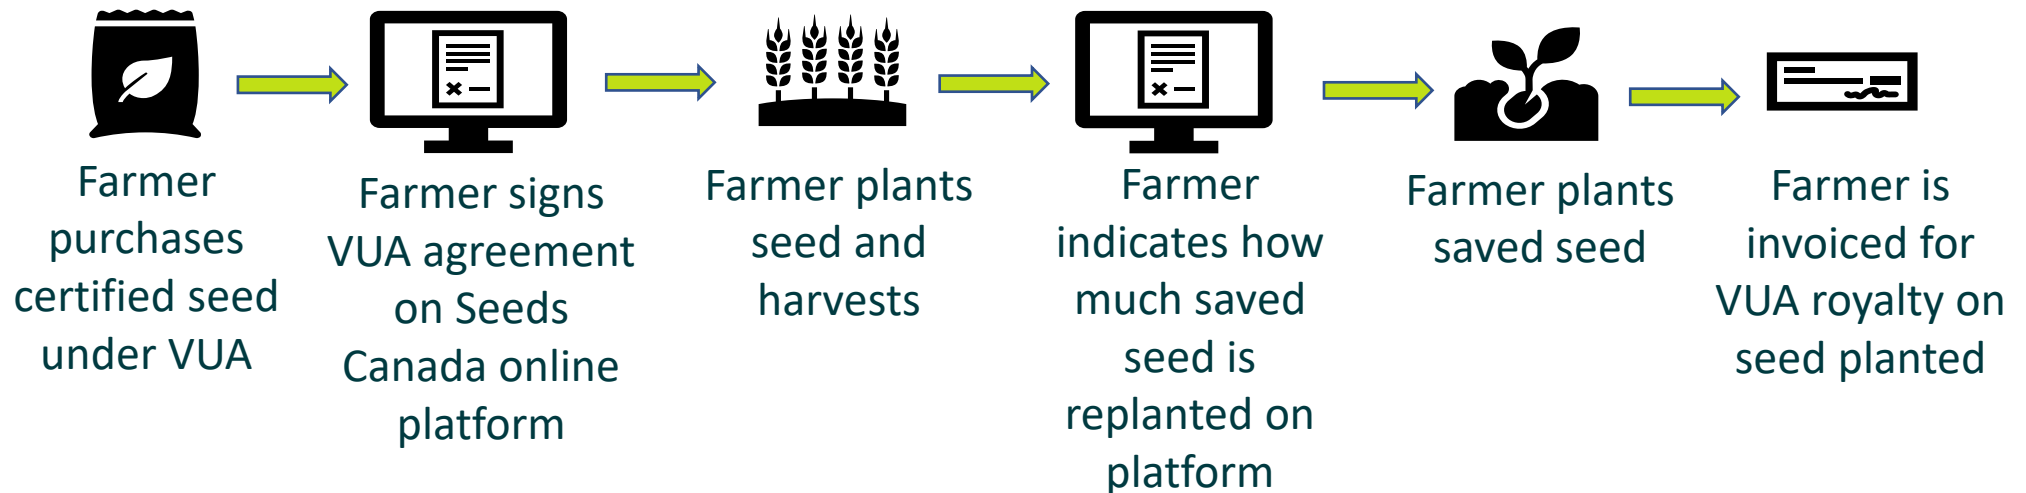 Farmer
purchases
certified seed
under VUA
Farmer signs
VUA agreement
on Seeds
Canada online
platform
Farmer plants
seed and
harvests
Farmer
indicates how
much saved
seed is
replanted on
platform
Farmer plants
saved seed
Farmer is
invoiced for
VUA royalty on
seed planted